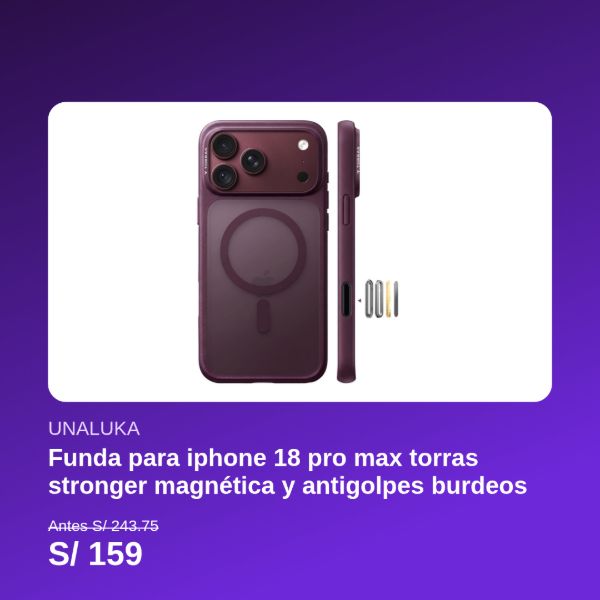 UNALUKA
Funda para iphone 18 pro max torras
stronger magnética y antigolpes burdeos
Antes S/ 243.75
S/ 159